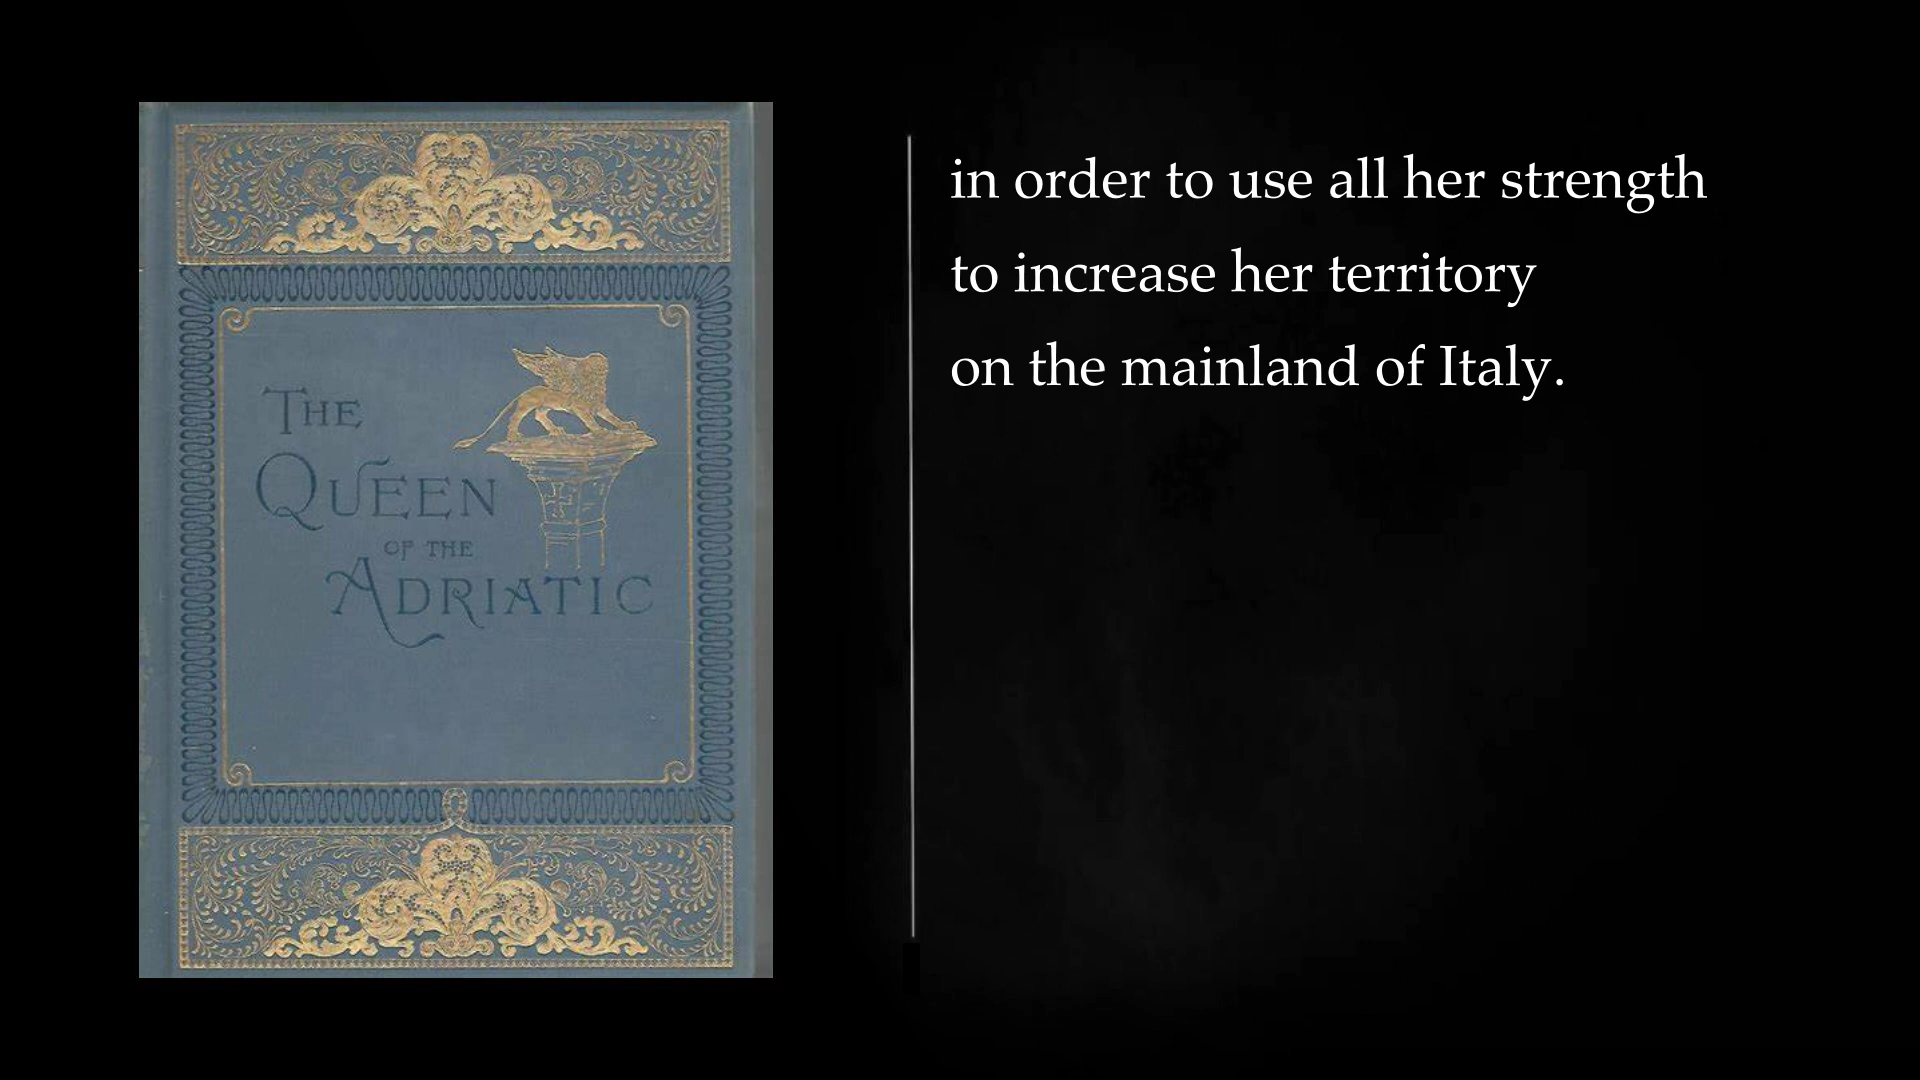 THE
QUEEN
OF THE
ADRIATIC
in order to use all her strength
to increase her territory
on the mainland of Italy.